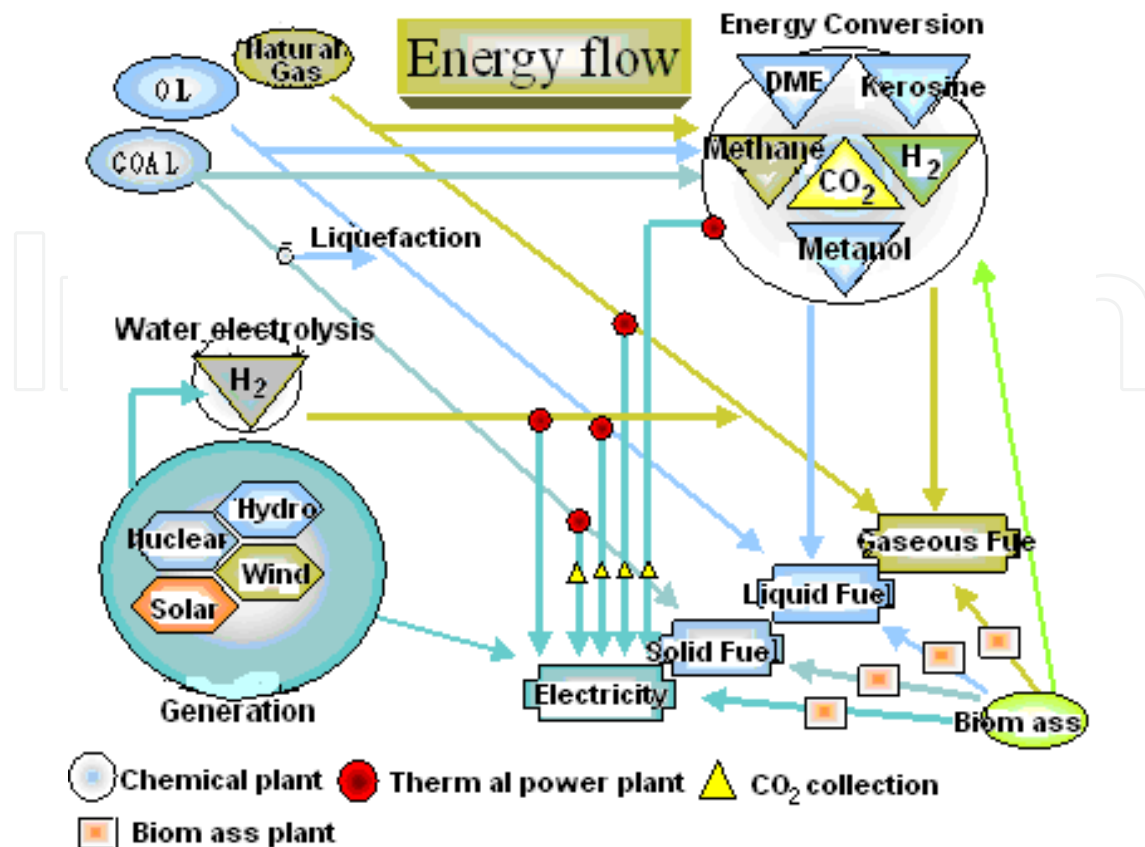 Energy Conversion
Natural
Gas
Energy flow
OL
DME
Kerosine
COAL
Methane
H2
CO2
Metanol
Liquefaction
Water electrolysis
H2
Hydro
Nuclear
Wind
Solar
Generation
Gaseous Fue
Liquid Fuel
Solid Fuel
Electricity
Biom ass
Chemical plant
Therm al power plant
CO2 collection
Biom ass plant